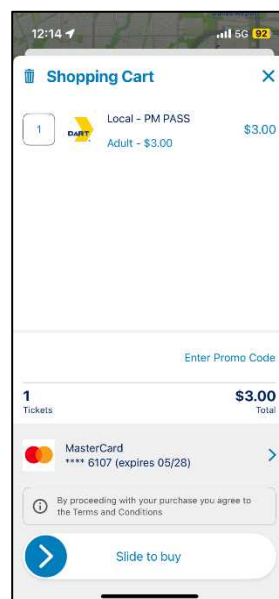 12:14
5G 92
Shopping Cart
1
DART
Local - PM PASS
Adult - $3.00
$3.00
Enter Promo Code
1
Tickets
$3.00
Total
MasterCard
**** 6107 (expires 05/28)
By proceeding with your purchase you agree to
the Terms and Conditions
Slide to buy